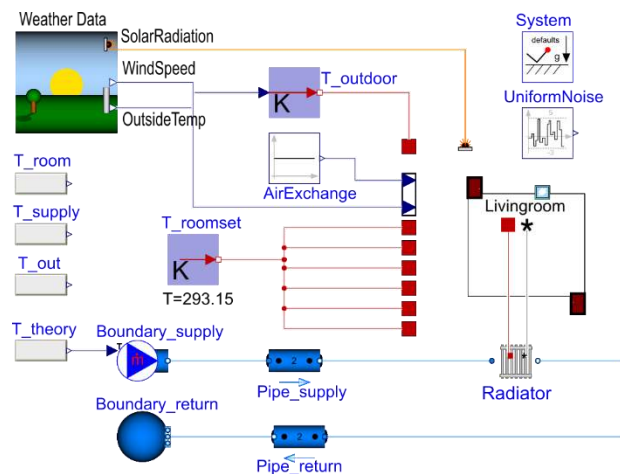 Weather Data
System
SolarRadiation
defaults
g
WindSpeed
T_outdoor
K
UniformNoise
OutsideTemp
T_room
AirExchange
Livingroom
*
T_supply
T_roomset
K
T_out
T=293.15
T_theory
Boundary_supply
T
ṁ
2
Pipe_supply
*
Radiator
Boundary_return
2
Pipe_return